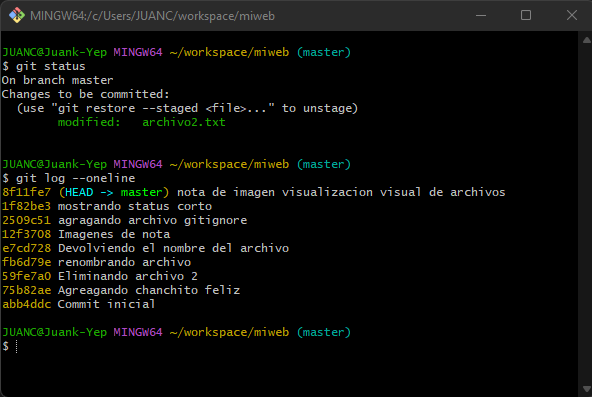 MINGW64:/c/Users/JUANC/workspace/miweb
JUANC@Juank-Yep MINGW64 ~/workspace/miweb (master)
$ git status
On branch master
Changes to be committed:
  (use "git restore --staged <file>..." to unstage)
        modified:   archivo2.txt
JUANC@Juank-Yep MINGW64 ~/workspace/miweb (master)
$ git log --oneline
8f11fe7 (HEAD -> master) nota de imagen visualizacion visual de archivos
1f82be3 mostrando status corto
2509c51 agragando archivo gitignore
12f3708 Imagenes de nota
e7cd728 Devolviendo el nombre del archivo
fb6d79e renombrando archivo
59fe7a0 Eliminando archivo 2
75b82ae Agreagando chanchito feliz
abb4ddc Commit inicial
JUANC@Juank-Yep MINGW64 ~/workspace/miweb (master)
$